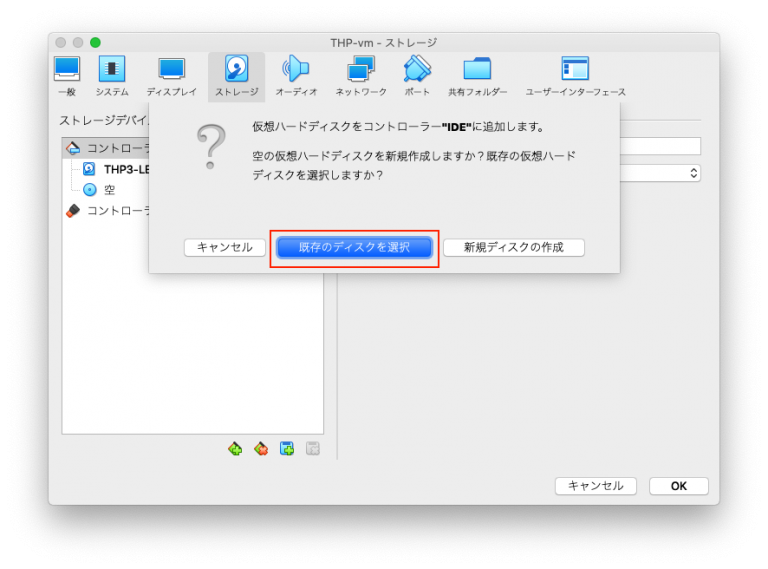 THP-vm - ストレージ
一般 システム ディスプレイ ストレージ オーディオ ネットワーク ポート 共有フォルダー ユーザーインターフェース
ストレージデバイ
仮想ハードディスクをコントローラー"IDE"に追加します。
空の仮想ハードディスクを新規作成しますか？既存の仮想ハード
ディスクを選択しますか？
キャンセル 既存のディスクを選択 新規ディスクの作成
コントローラ
THP3-LE
空
コントローラ
キャンセル OK